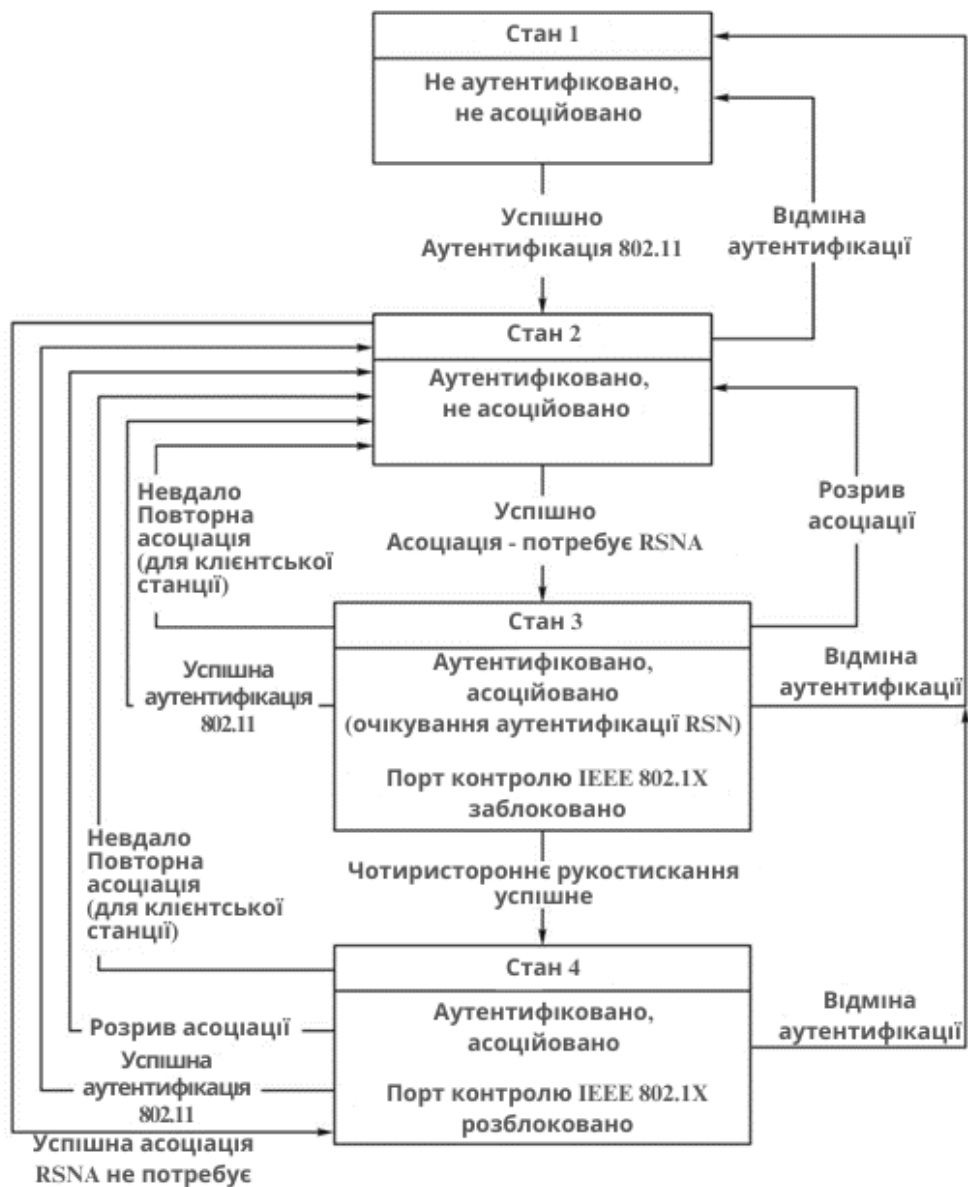 Стан 1
Не аутентифіковано,
не асоційовано
Успішно
Аутентифікація 802.11
Відміна
аутентифікації
Стан 2
Аутентифіковано,
не асоційовано
Невдало
Повторна
асоціація
(для клієнтської
станції)
Успішно
Асоціація - потребує RSNA
Розрив
асоціації
Стан 3
Аутентифіковано,
асоційовано
(очікування аутентифікації RSN)
Порт контролю IEEE 802.1X
заблоковано
Успішна
аутентифікація
802.11
Відміна
аутентифікації
Чотиристороннє рукостискання
успішне
Невдало
Повторна
асоціація
(для клієнтської
станції)
Стан 4
Аутентифіковано,
асоційовано
Порт контролю IEEE 802.1X
розблоковано
Відміна
аутентифікації
Розрив асоціації
Успішна
аутентифікація
802.11
Успішна асоціація
RSNA не потребує